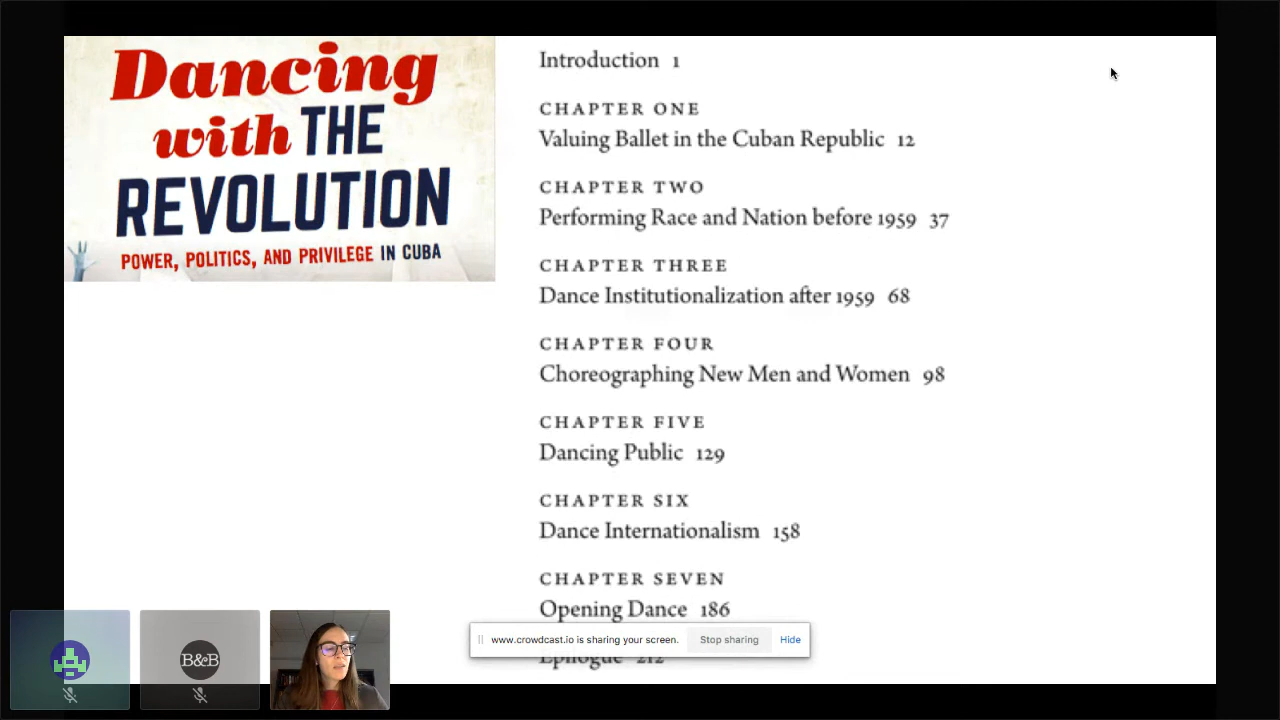 Dancing
with THE
REVOLUTION
POWER, POLITICS, AND PRIVILEGE IN CUBA
Introduction 1
CHAPTER ONE
Valuing Ballet in the Cuban Republic 12
CHAPTER TWO
Performing Race and Nation before 1959 37
CHAPTER THREE
Dance Institutionalization after 1959 68
CHAPTER FOUR
Choreographing New Men and Women 98
CHAPTER FIVE
Dancing Public 129
CHAPTER SIX
Dance Internationalism 158
CHAPTER SEVEN
Opening Dance 186
Epilogue 212
www.crowdcast.io is sharing your screen. Stop sharing Hide
B&B